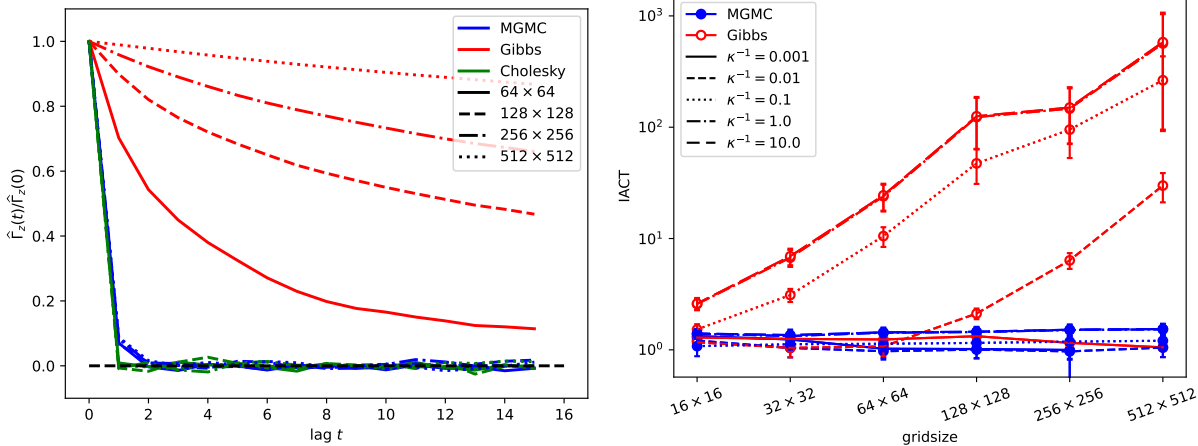 MGMC
Gibbs
Cholesky
64 × 64
128 × 128
256 × 256
512 × 512
1.0
0.8
0.6
0.4
0.2
0.0
Γ̂z(t)/Γ̂z(0)
0 2 4 6 8 10 12 14 16
lag t
MGMC
Gibbs
κ⁻¹ = 0.001
κ⁻¹ = 0.01
κ⁻¹ = 0.1
κ⁻¹ = 1.0
κ⁻¹ = 10.0
10³
10²
10¹
10⁰
IACT
16 × 16 32 × 32 64 × 64 128 × 128 256 × 256 512 × 512
gridsize